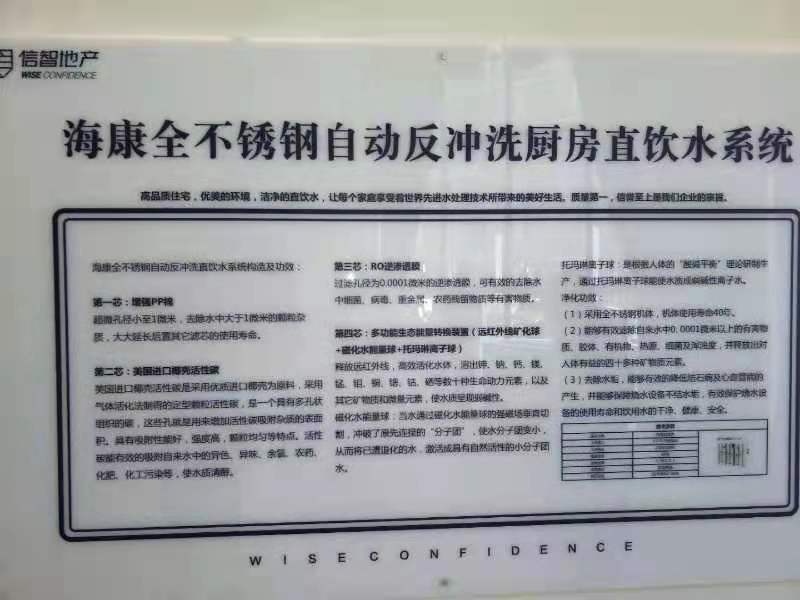 信智地产
WISE CONFIDENCE
海康全不锈钢自动反冲洗厨房直饮水系统
高品质住宅，优美的环境，洁净的直饮水，让每个家庭享受着世界先进水处理技术所带来的美好生活。质量第一，信誉至上是我们企业的宗旨。
海康全不锈钢自动反冲洗直饮水系统构造及功效：
第一芯：增强PP棉
超微孔径小至1微米，去除水中大于1微米的颗粒杂
质，大大延长后置其它滤芯的使用寿命。
第二芯：美国进口椰壳活性碳
美国进口椰壳活性碳是采用优质进口椰壳为原料，采用
气体活化法制得的定型颗粒活性碳，是一个具有多孔状
组织的碳，这些孔就是用来增加活性碳吸附杂质的表面
积。具有吸附性能好，强度高，颗粒均匀等特点。活性
碳能有效的吸附自来水中的异色、异味、余氯、农药、
化肥、化工污染等，使水质清醇。
第三芯：RO逆渗透膜
过滤孔径为0.0001微米的逆渗透膜，可有效的去除水
中细菌、病毒、重金属、农药残留物质等有害物质。
第四芯：多功能生态能量转换装置（远红外线矿化球
+磁化水能量球+托玛琳离子球）
释放远红外线，高效活化水体，溶出钾、钠、钙、镁、
锰、钼、铜、锗、钴、硒等数十种生命动力元素，以及
其它矿物质和微量元素，使水质呈现弱碱性。
磁化水能量球：当水通过磁化水能量球的强磁场垂直切
割，冲破了原先连接的“分子团”，使水分子团变小，
从而将已遭退化的水，激活成具有自然活性的小分子团
水。
托玛琳离子球：是根据人体的“酸碱平衡”理论研制生
产，通过托玛琳离子球能使水质成弱碱性离子水。
净化功效：
（1）采用全不锈钢机体，机体使用寿命40年。
（2）能够有效滤除自来水中0.0001微米以上的有害物
质、胶体、有机物、热源、细菌及浑浊度，并释放出对
人体有益的四十多种矿物质元素。
（3）去除水垢，能够有效的降低结石病及心血管病的
产生，并能够保障烧水设备不结水垢，有效保护烧水设
备的使用寿命和饮用水的干净、健康、安全。
WISECONFIDENCE